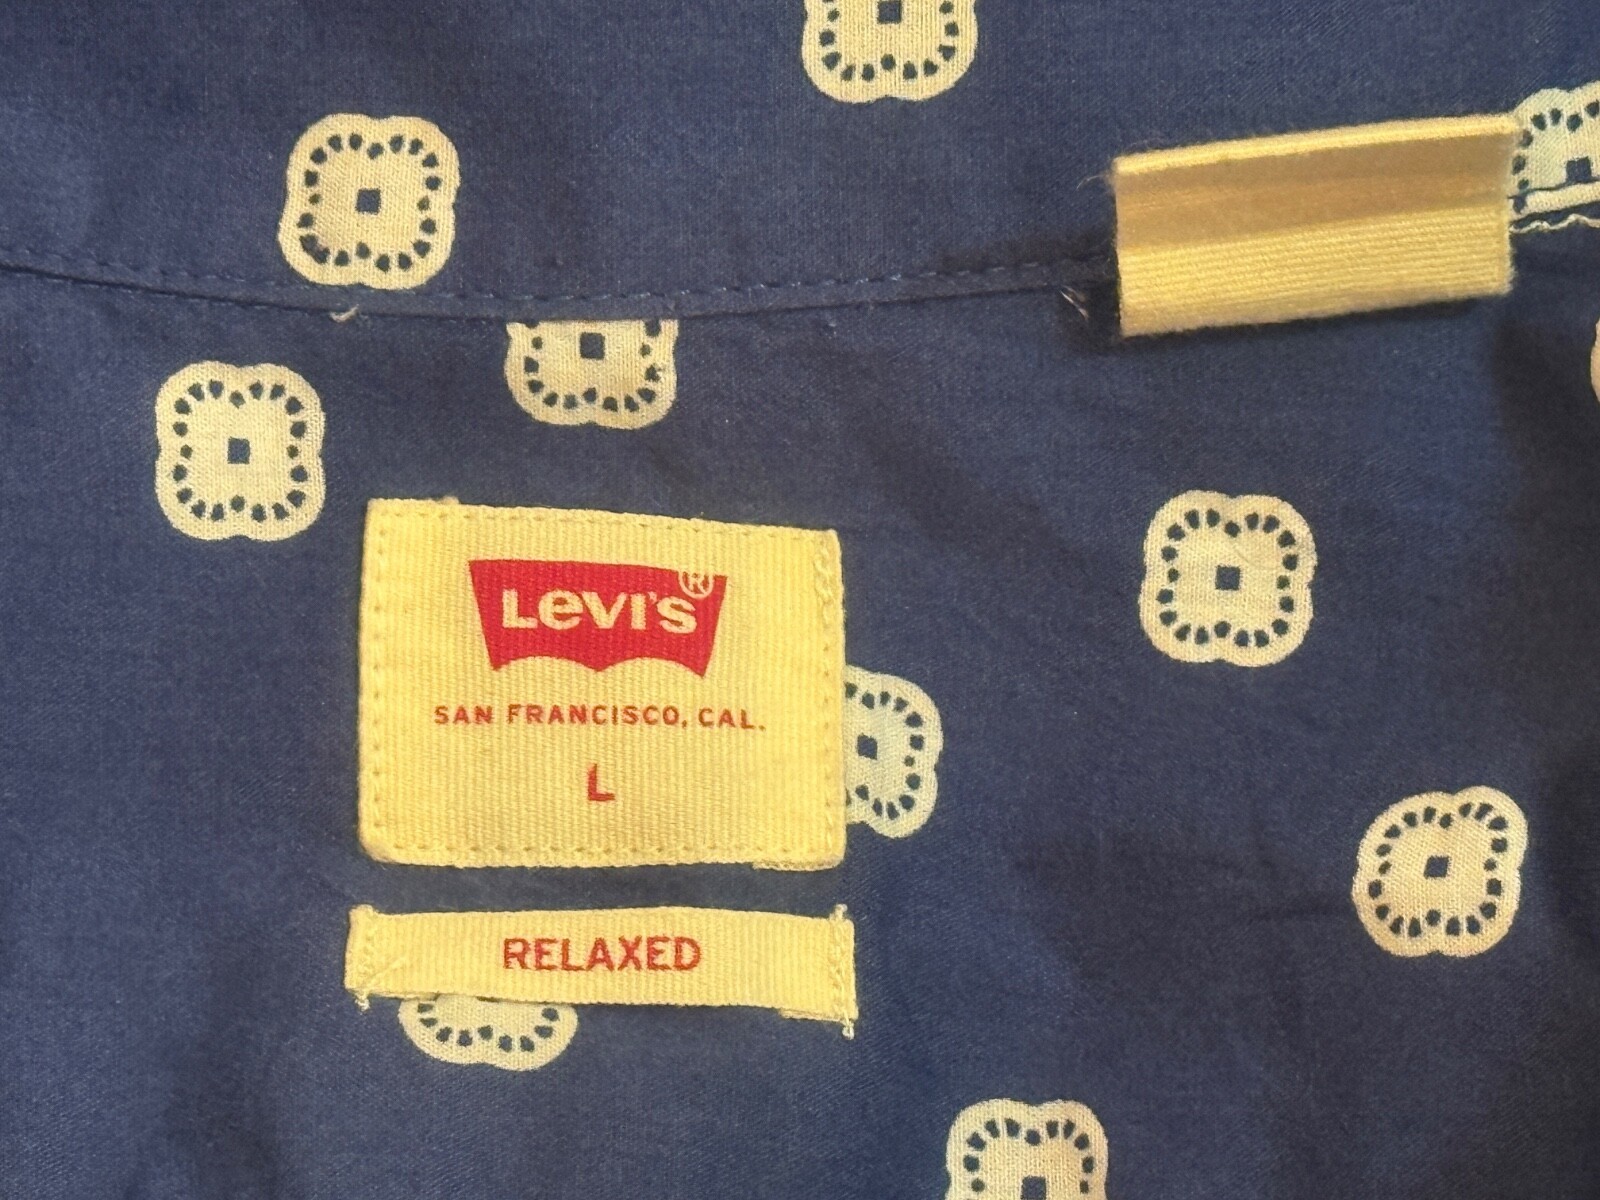 Levi's®
SAN FRANCISCO, CAL.
L
RELAXED